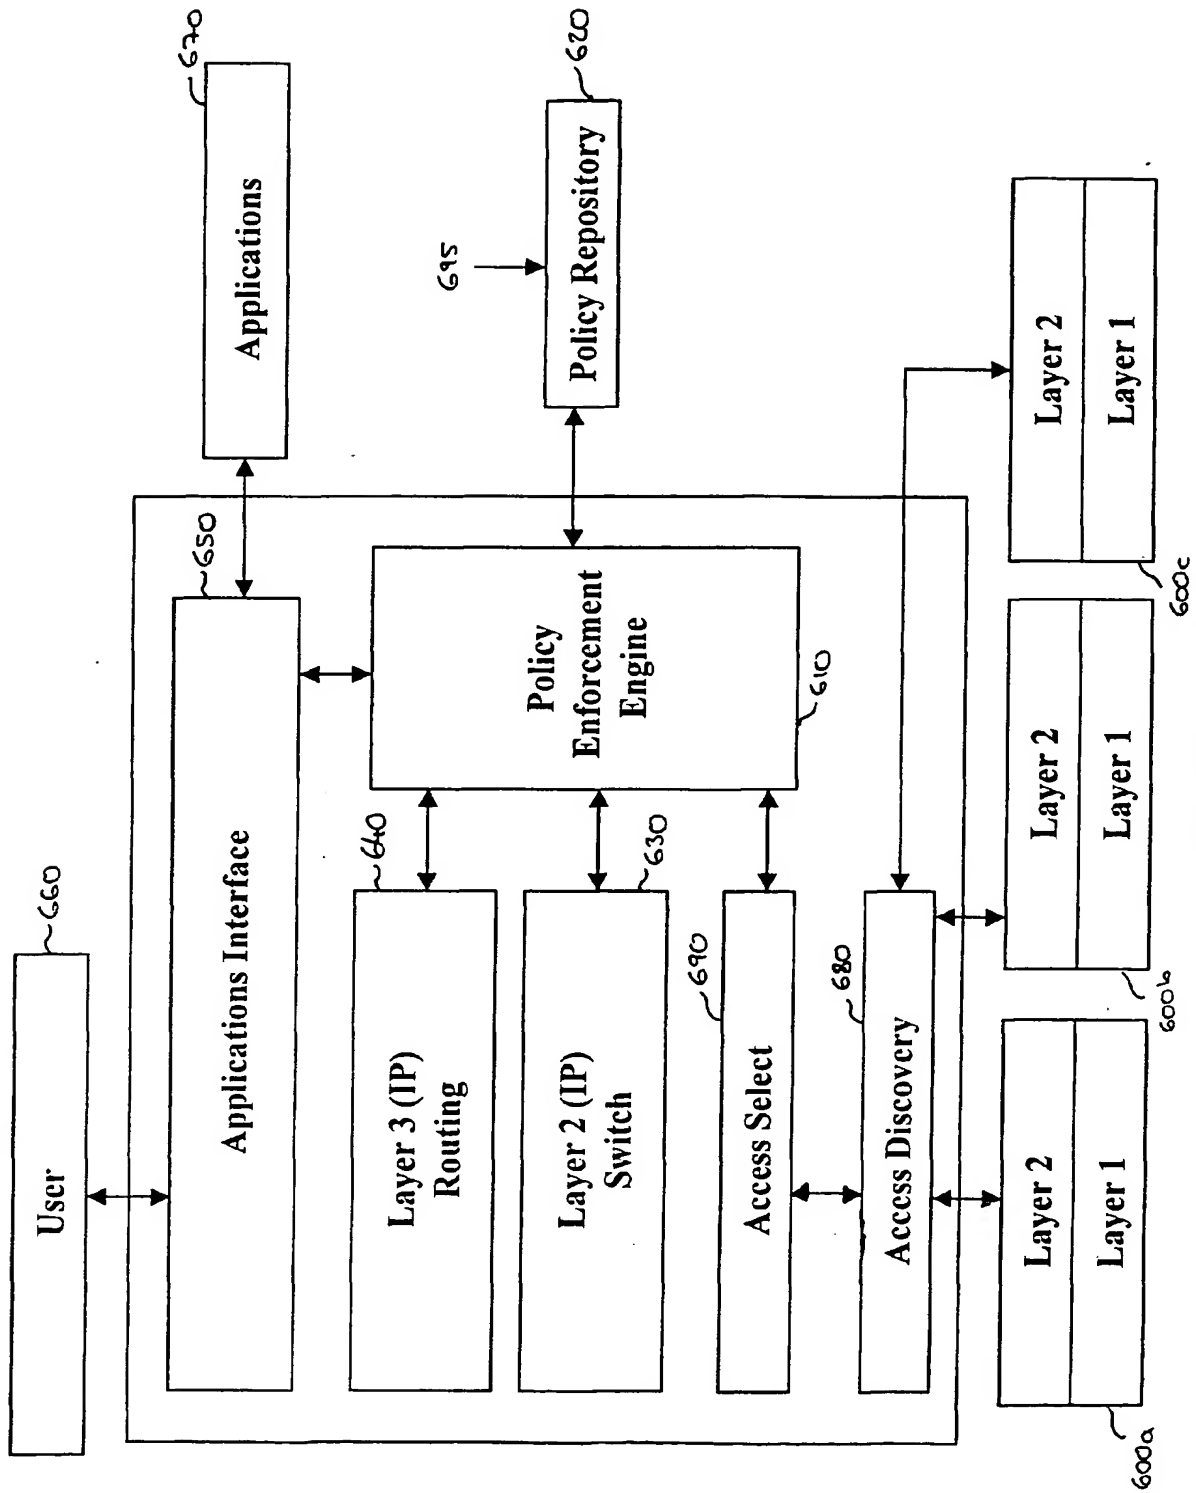 User
660
Applications Interface
650
Applications
670
Layer 3 (IP)
Routing
640
Layer 2 (IP)
Switch
630
Policy
Enforcement
Engine
610
695
Policy Repository
620
Access Select
690
Access Discovery
680
Layer 2
Layer 1
600a
Layer 2
Layer 1
600b
Layer 2
Layer 1
600c